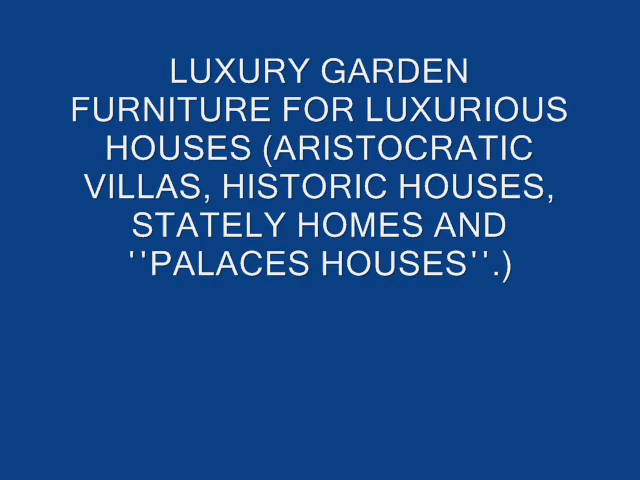 LUXURY GARDEN
FURNITURE FOR LUXURIOUS
HOUSES (ARISTOCRATIC
VILLAS, HISTORIC HOUSES,
STATELY HOMES AND
''PALACES HOUSES''.)